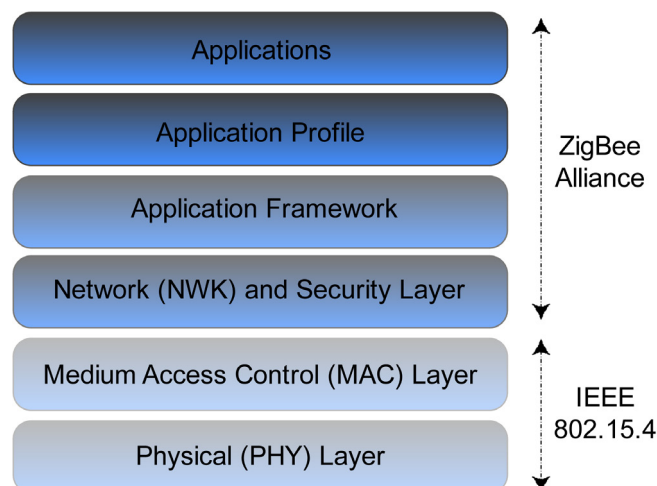 Applications
Application Profile
ZigBee
Alliance
Application Framework
Network (NWK) and Security Layer
Medium Access Control (MAC) Layer
IEEE
802.15.4
Physical (PHY) Layer